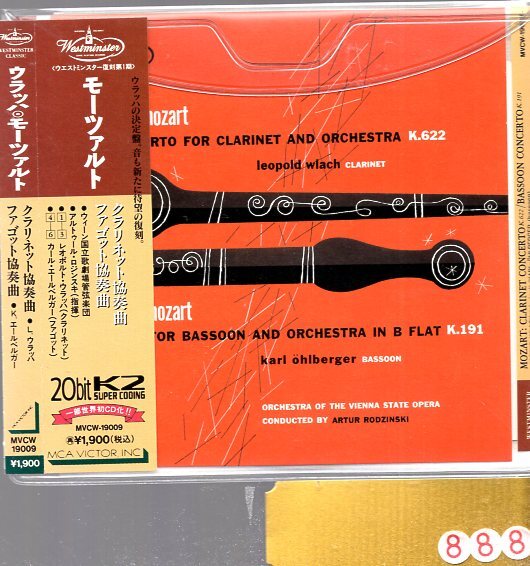 Westminster
WESTMINSTER
CLASSIC
ウラッハのモーツァルト
クラリネット協奏曲
ファゴット協奏曲
●L.ウラッハ
●K.エールベルガー
MVCW
19009
¥1,900
Westminster
〈ウエストミンスター復刻第1期〉
モーツァルト
ウラッハの決定盤。音も新たに待望の復刻。
クラリネット協奏曲
ファゴット協奏曲
●ウィーン国立歌劇場管弦楽団
●アルトゥール・ロジンスキ(指揮)
●1-3 レオポルト・ウラッハ(クラリネット)
●4-6 カール・エールベルガー(ファゴット)
20bit K2
SUPER CODING
一部世界初CD化!!
MVCW-19009
¥1,900(税込)
MCA VICTOR INC
mozart
RTO FOR CLARINET AND ORCHESTRA K.622
leopold wlach CLARINET
mozart
FOR BASSOON AND ORCHESTRA IN B FLAT K.191
karl öhlberger BASSOON
ORCHESTRA OF THE VIENNA STATE OPERA
CONDUCTED BY ARTUR RODZINSKI
MVCW-19009
MOZART: CLARINET CONCERTO K.622/BASSOON CONCERTO K.191
WESTMINSTER
888